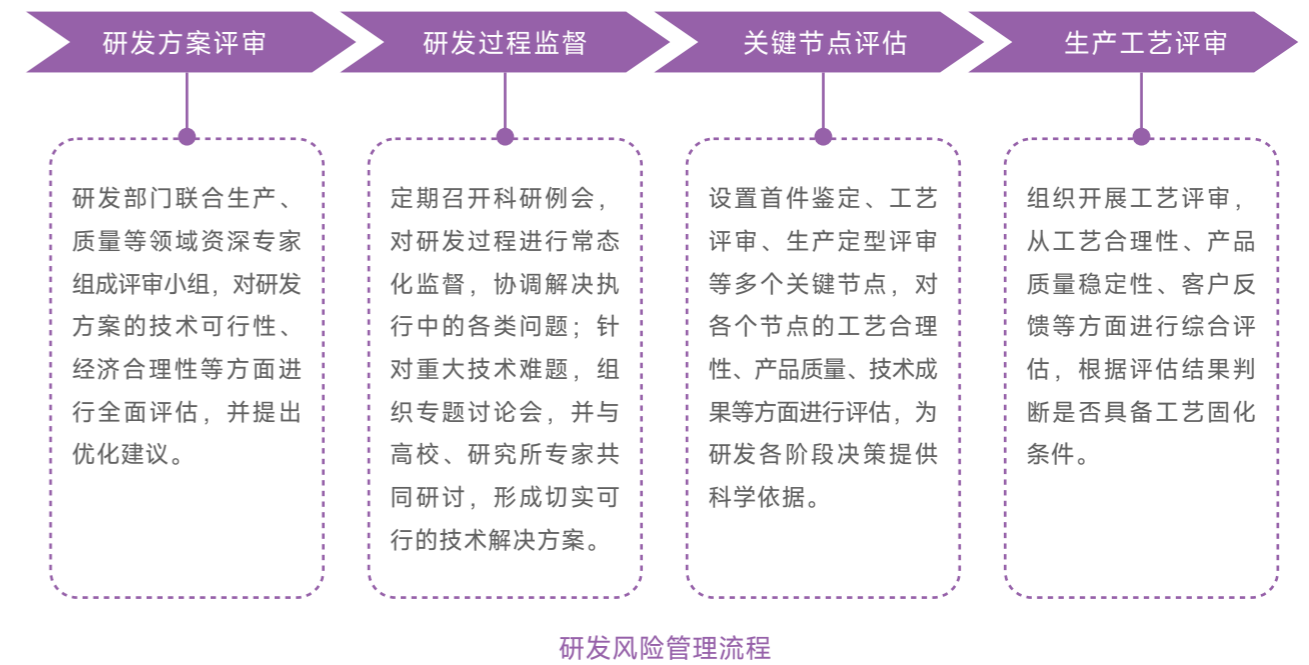 研发方案评审
研发过程监督
关键节点评估
生产工艺评审
研发部门联合生产、
质量等领域资深专家
组成评审小组，对研发
方案的技术可行性、
经济合理性等方面进
行全面评估，并提出
优化建议。
定期召开科研例会，
对研发过程进行常态
化监督，协调解决执
行中的各类问题；针
对重大技术难题，组
织专题讨论会，并与
高校、研究所专家共
同研讨，形成切实可
行的技术解决方案。
设置首件鉴定、工艺
评审、生产定型评审
等多个关键节点，对
各个节点的工艺合理
性、产品质量、技术成
果等方面进行评估，为
研发各阶段决策提供
科学依据。
组织开展工艺评审，
从工艺合理性、产品
质量稳定性、客户反
馈等方面进行综合评
估，根据评估结果判
断是否具备工艺固化
条件。
研发风险管理流程